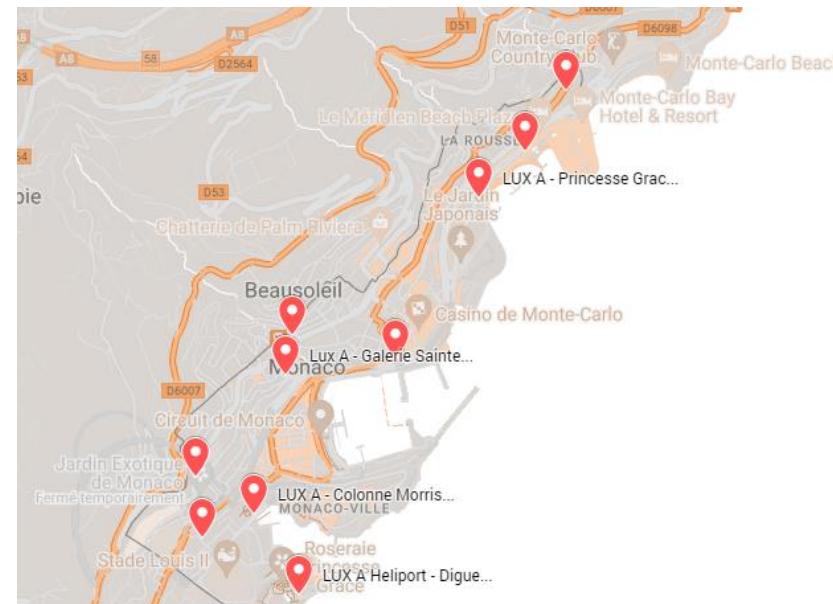 D6007
D51
D6098
A8
58
A8
D2564
Monte-Carlo
Country Club
Monte-Carlo Beac
53
Monte-Carlo Bay
Hotel & Resort
Le Méridien Beach Plaza
LA ROUSSE
54
LUX A - Princesse Grac...
D53
pie
Le Jardin
Japonais
Chatterie de Palm Riviera
Beausoleil
Casino de Monte-Carlo
Lux A - Galerie Sainte...
Monaco
D6007
Circuit de Monaco
Jardin Exotique
de Monaco
Fermé temporairement
LUX A - Colonne Morris...
MONACO-VILLE
Stade Louis II
Roseraie
Princesse
Grace
LUX A Heliport - Digue...